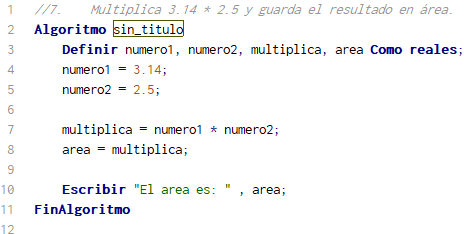 1 //7.    Multiplica 3.14 * 2.5 y guarda el resultado en área.
2 Algoritmo sin_titulo
3     Definir numero1, numero2, multiplica, area Como reales;
4     numero1 = 3.14;
5     numero2 = 2.5;
6
7     multiplica = numero1 * numero2;
8     area = multiplica;
9
10     Escribir "El area es: " , area;
11 FinAlgoritmo
12